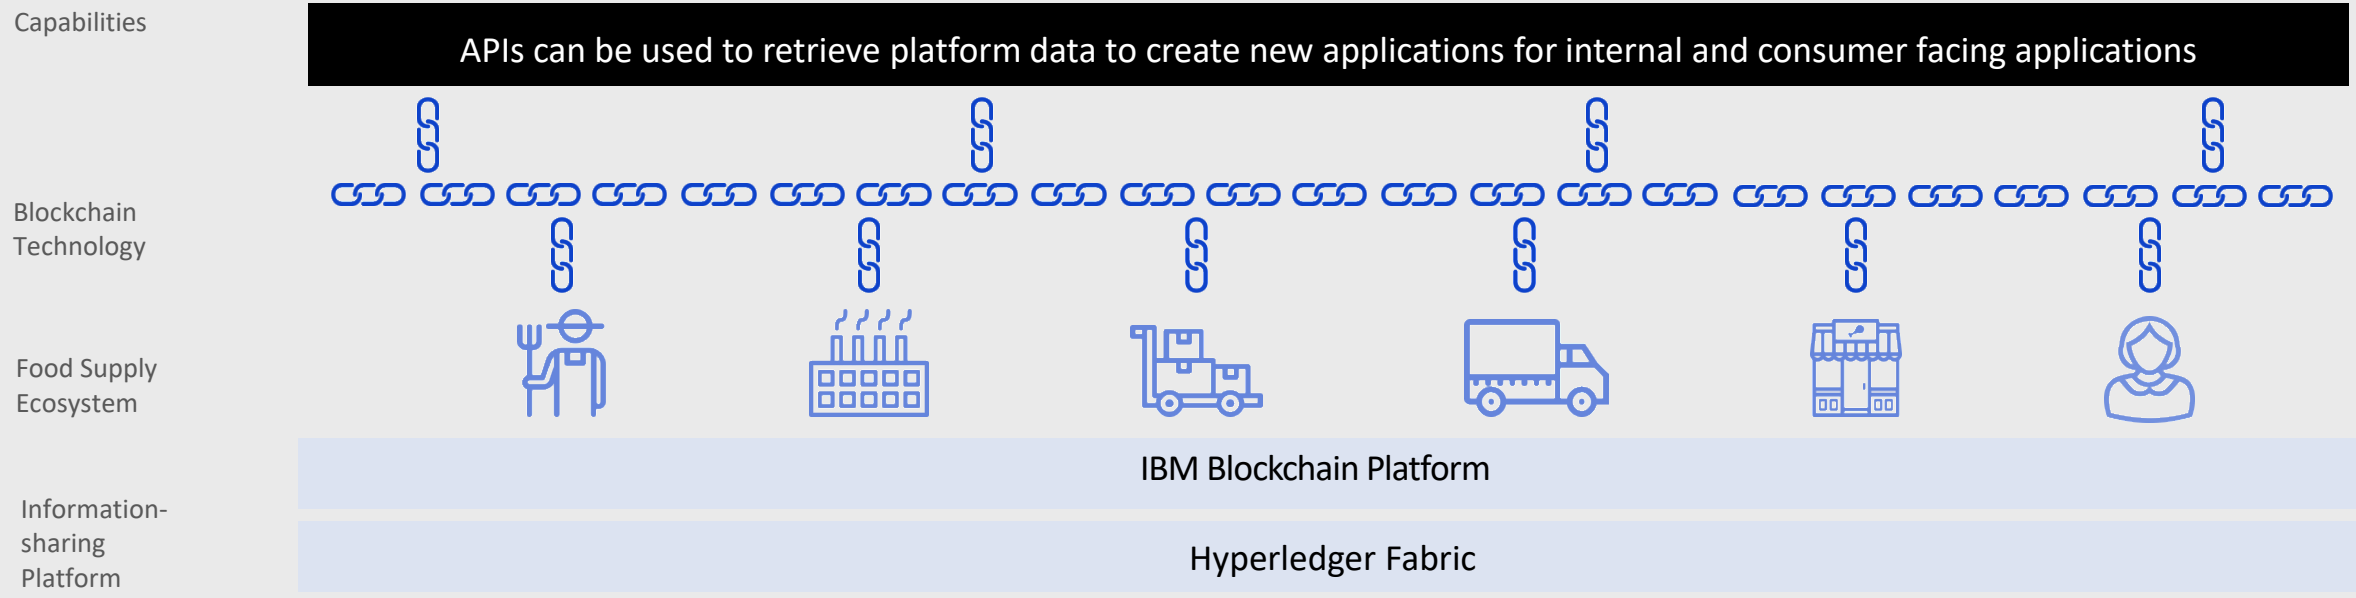 Capabilities
APIs can be used to retrieve platform data to create new applications for internal and consumer facing applications
Blockchain
Technology
Food Supply
Ecosystem
IBM Blockchain Platform
Information-
sharing
Platform
Hyperledger Fabric